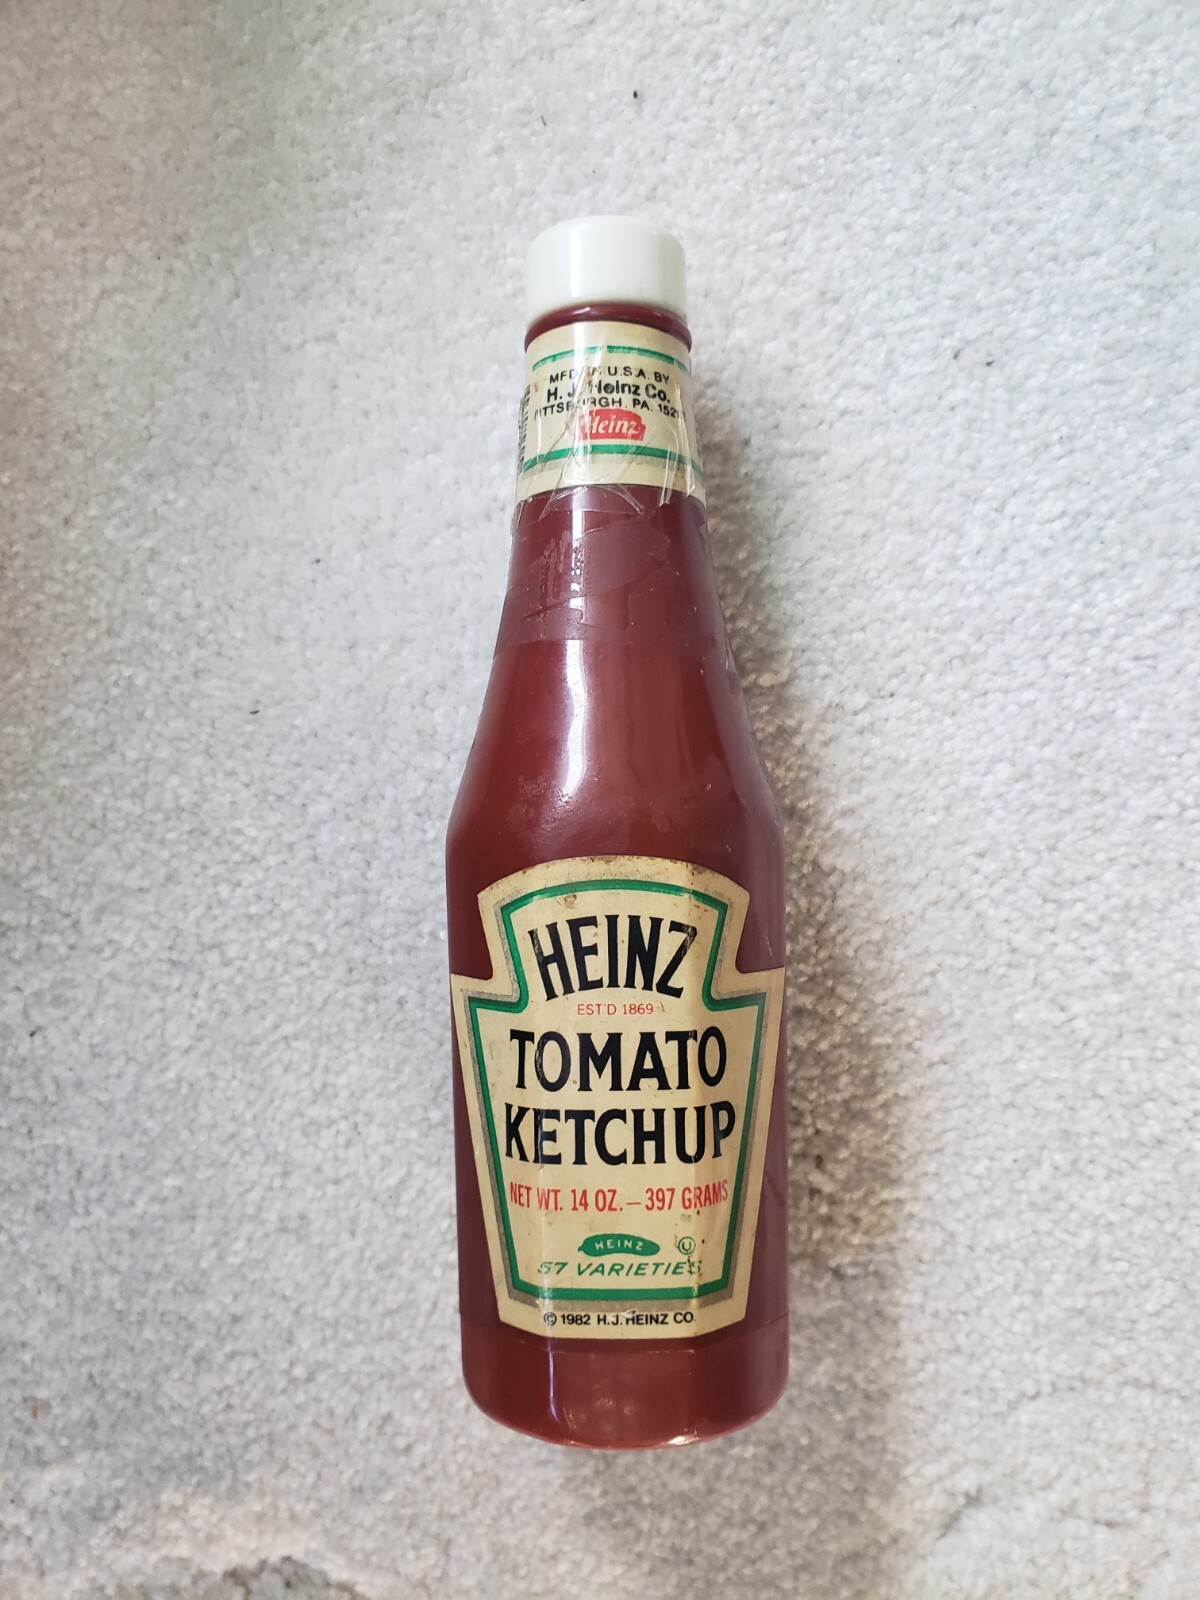 MFD. IN U.S.A. BY
H. J. Heinz Co.
PITTSBURGH, PA. 1521
Heinz
HEINZ
EST'D 1869
TOMATO
KETCHUP
NET WT. 14 OZ. — 397 GRAMS
HEINZ
U
57 VARIETIES
© 1982 H.J. HEINZ CO.